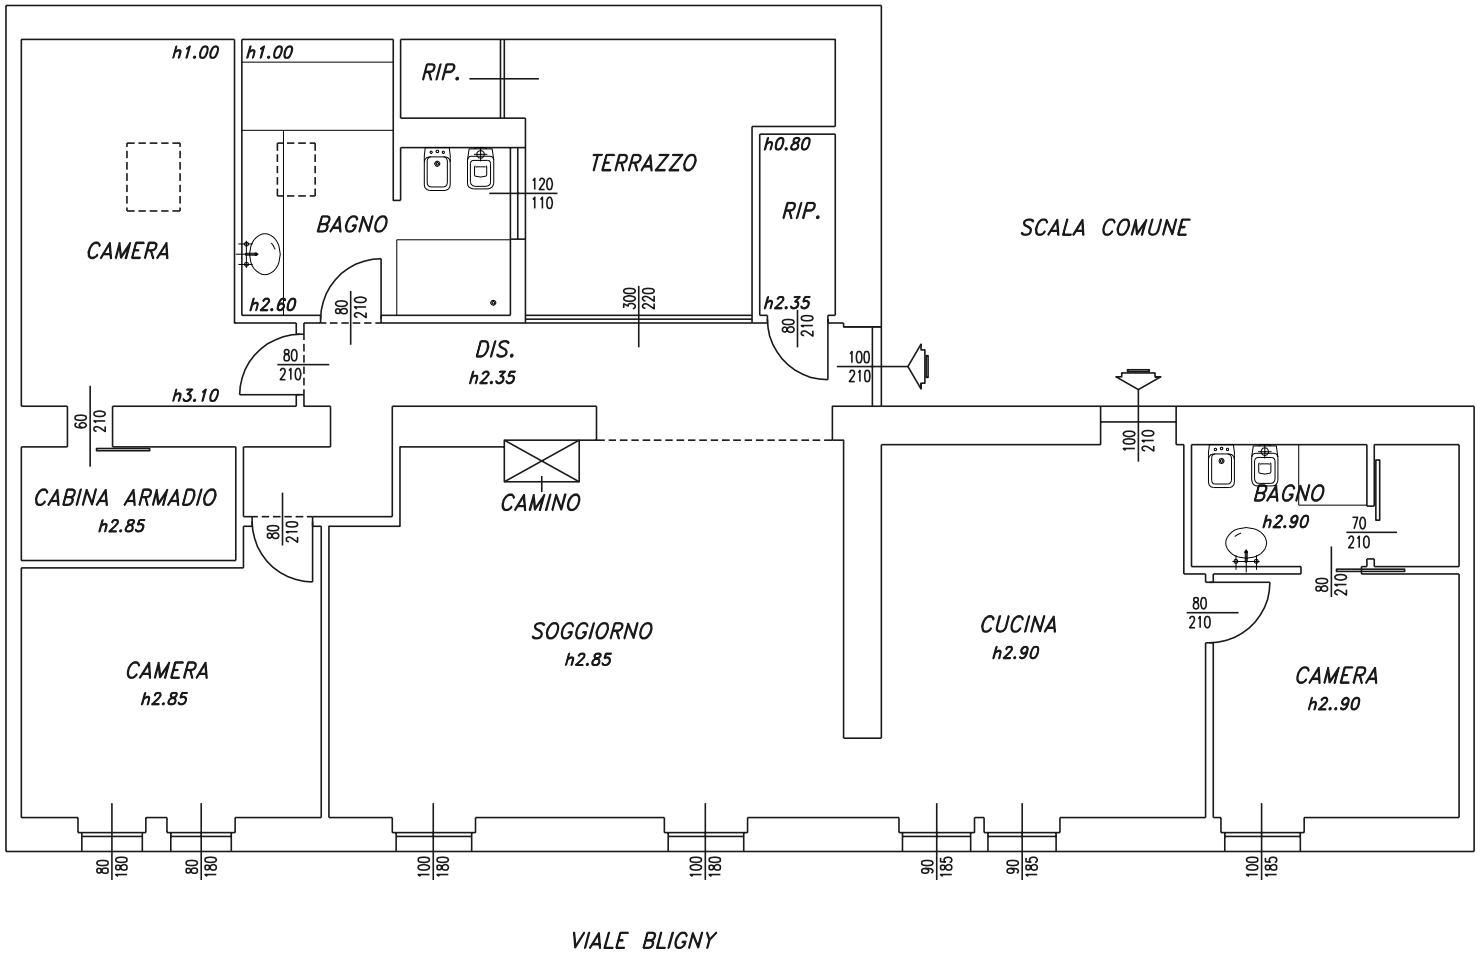 h1.00
h1.00
RIP.
h0.80
TERRAZZO
120
110
RIP.
BAGNO
SCALA COMUNE
CAMERA
h2.60
80
210
300
220
h2.35
80
210
DIS.
h2.35
80
210
100
210
h3.10
60
210
100
210
CABINA ARMADIO
h2.85
CAMINO
BAGNO
h2.90
80
210
70
210
80
210
80
210
SOGGIORNO
h2.85
CUCINA
h2.90
CAMERA
h2.85
CAMERA
h2..90
80
180
80
180
100
180
100
180
90
185
90
185
100
185
VIALE BLIGNY